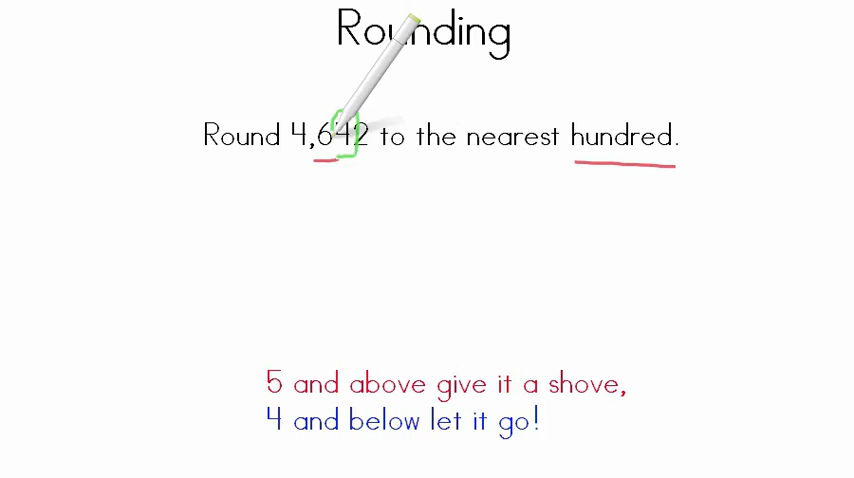 Rounding
Round 4,642 to the nearest hundred.
5 and above give it a shove,
4 and below let it go!